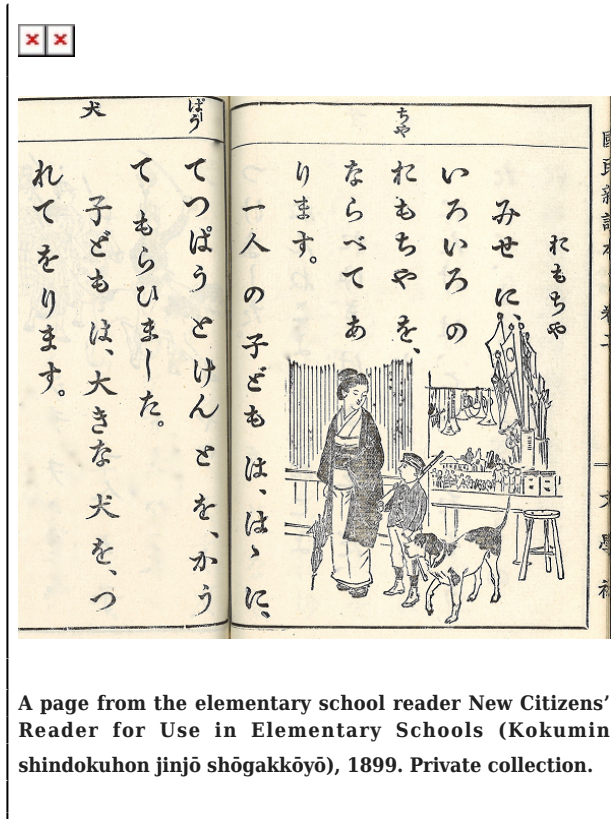 國民新讀本
文學社
ちや
おもちや
みせ に、
いろいろ の
おもちや を、
ならべて あ
ります。
一人 の 子ども は、はゝ に、
ぱう
犬
てつぱう と けん と を、かう
て もらひました。
子ども は、大きな 犬 を、つ
れて をります。
A page from the elementary school reader New Citizens’
Reader for Use in Elementary Schools (Kokumin
shindokuhon jinjō shōgakkōyō), 1899. Private collection.